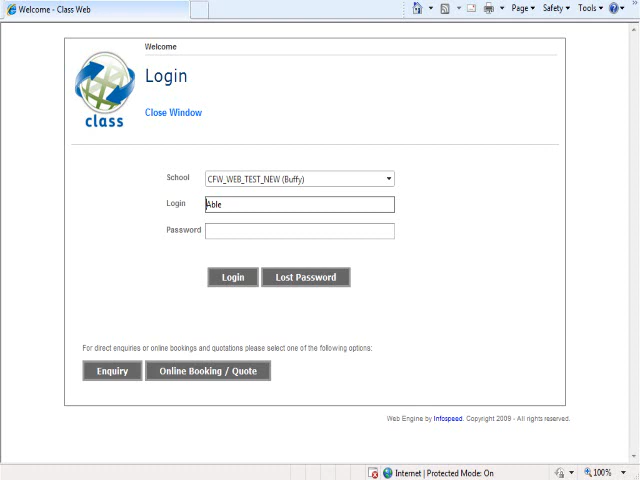 Welcome - Class Web
Page
Safety
Tools
Welcome
Login
class
Close Window
School CFW_WEB_TEST_NEW (Buffy)
Login Able
Password
Login Lost Password
For direct enquiries or online bookings and quotations please select one of the following options:
Enquiry Online Booking / Quote
Web Engine by Infospeed. Copyright 2009 - All rights reserved.
Internet | Protected Mode: On
100%